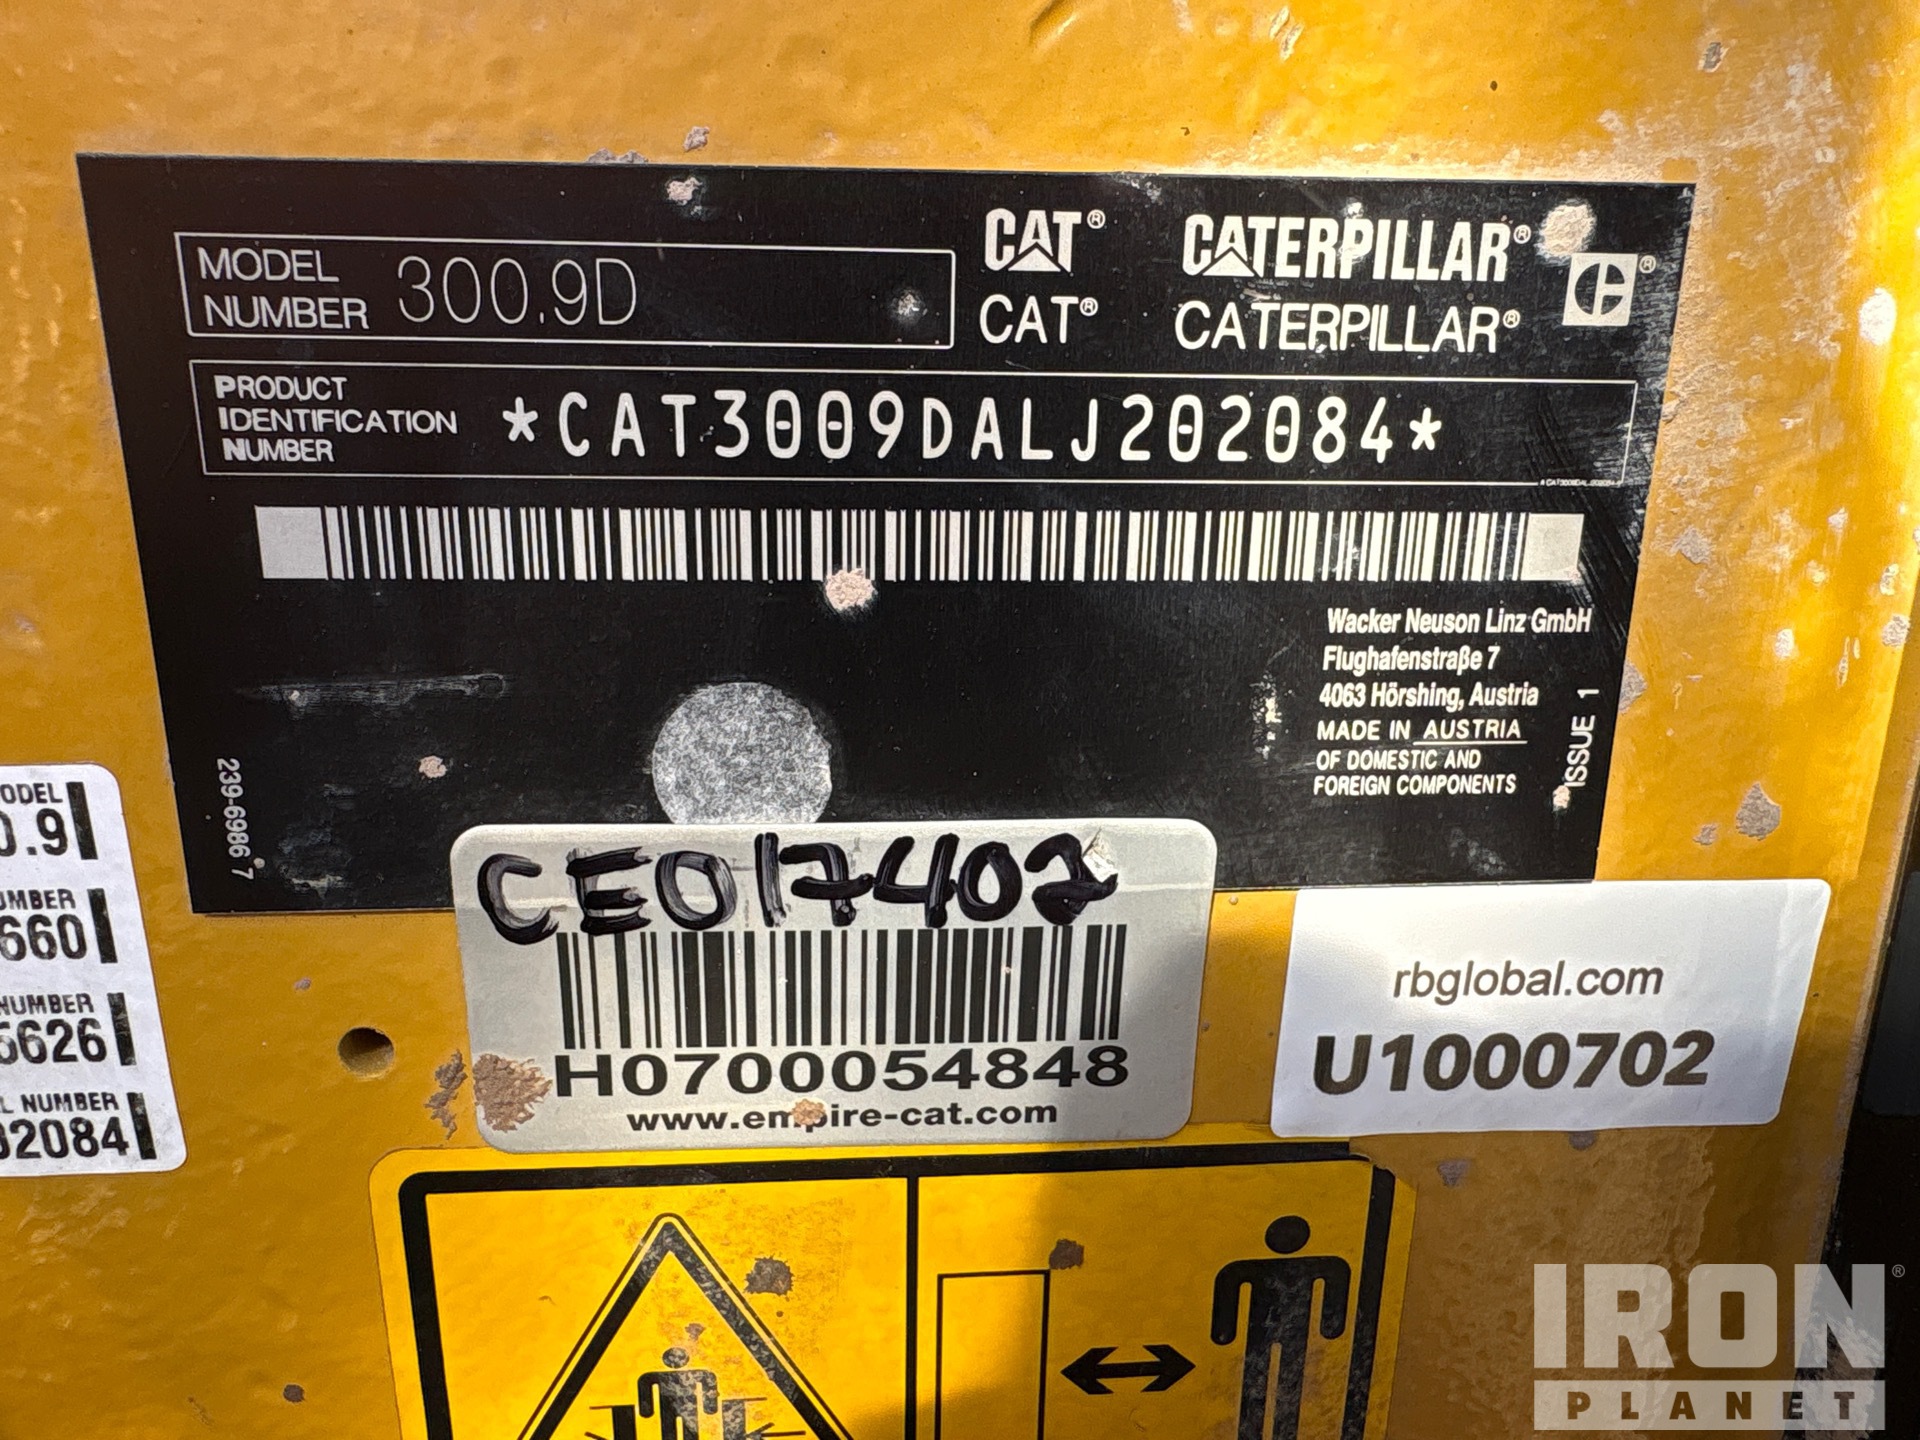 MODEL
NUMBER 300.9D
CAT® CATERPILLAR®
CAT® CATERPILLAR®
PRODUCT
IDENTIFICATION
NUMBER
*CAT3009DALJ202084*
Wacker Neuson Linz GmbH
Flughafenstraße 7
4063 Hörshing, Austria
MADE IN AUSTRIA
OF DOMESTIC AND
FOREIGN COMPONENTS
ISSUE 1
239-6986 7
ODEL
0.9
UMBER
660
NUMBER
5626
L NUMBER
02084
CE017402
H0700054848
www.empire-cat.com
rbglobal.com
U1000702
IRON®
PLANET